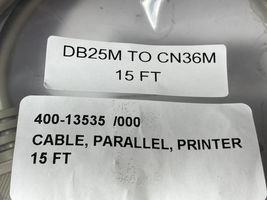 DB25M TO CN36M
15 FT
400-13535 /000
CABLE, PARALLEL, PRINTER
15 FT